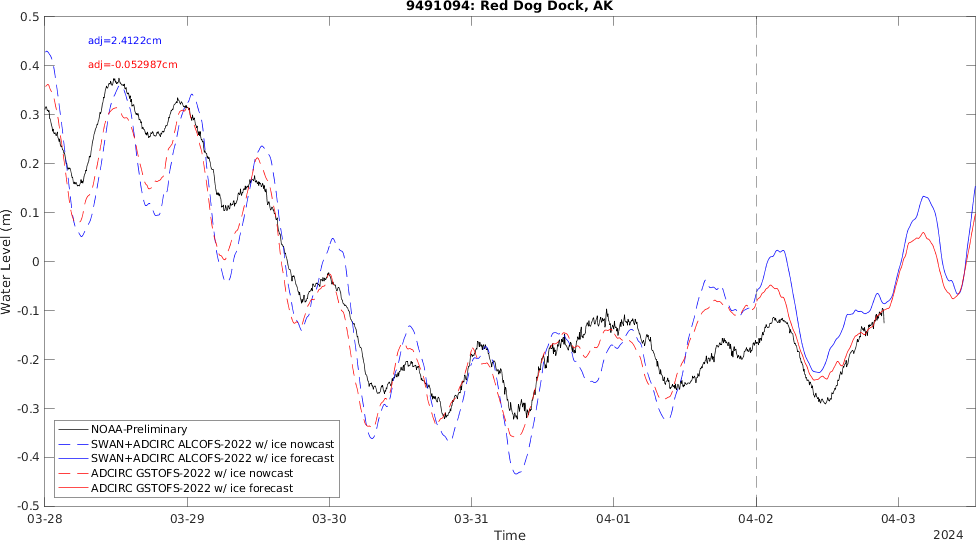 9491094: Red Dog Dock, AK
adj=2.4122cm
adj=-0.052987cm
Water Level (m)
0.5
0.4
0.3
0.2
0.1
0
-0.1
-0.2
-0.3
-0.4
-0.5
NOAA-Preliminary
SWAN+ADCIRC ALCOFS-2022 w/ ice nowcast
SWAN+ADCIRC ALCOFS-2022 w/ ice forecast
ADCIRC GSTOFS-2022 w/ ice nowcast
ADCIRC GSTOFS-2022 w/ ice forecast
03-28 03-29 03-30 03-31 04-01 04-02 04-03
Time
2024